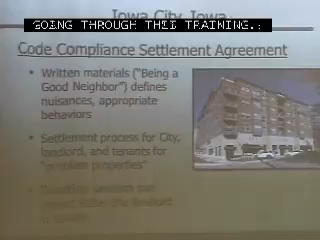 Iowa City, Iowa
GOING THROUGH THIS TRAINING.:
Code Compliance Settlement Agreement
• Written materials ("Being a
Good Neighbor") defines
nuisances, appropriate
behaviors
• Settlement process for City,
landlord, and tenants for
"problem properties"